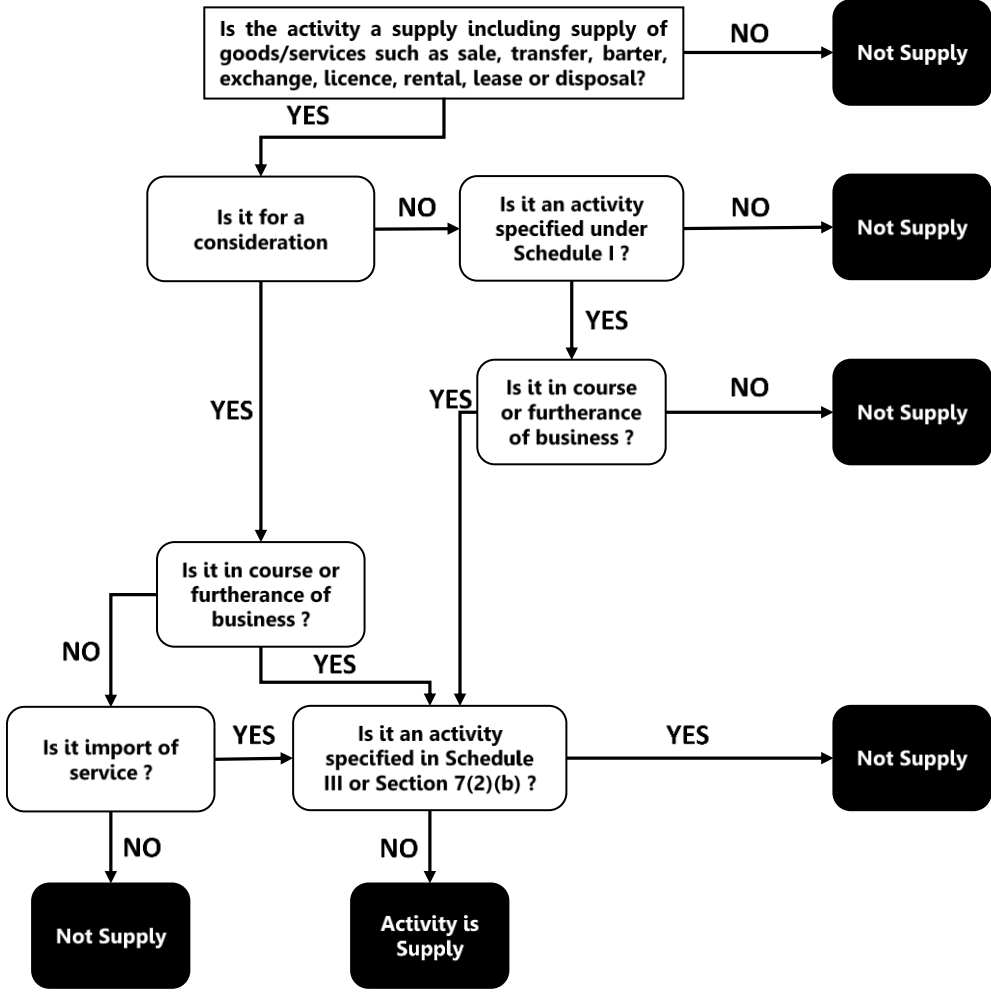 Is the activity a supply including supply of
goods/services such as sale, transfer, barter,
exchange, licence, rental, lease or disposal?
NO
Not Supply
YES
Is it for a
consideration
NO
Is it an activity
specified under
Schedule I ?
NO
Not Supply
YES
YES
YES
Is it in course
or furtherance
of business ?
NO
Not Supply
Is it in course or
furtherance of
business ?
NO
YES
Is it import of
service ?
YES
Is it an activity
specified in Schedule
III or Section 7(2)(b) ?
YES
Not Supply
NO
NO
Not Supply
Activity is
Supply